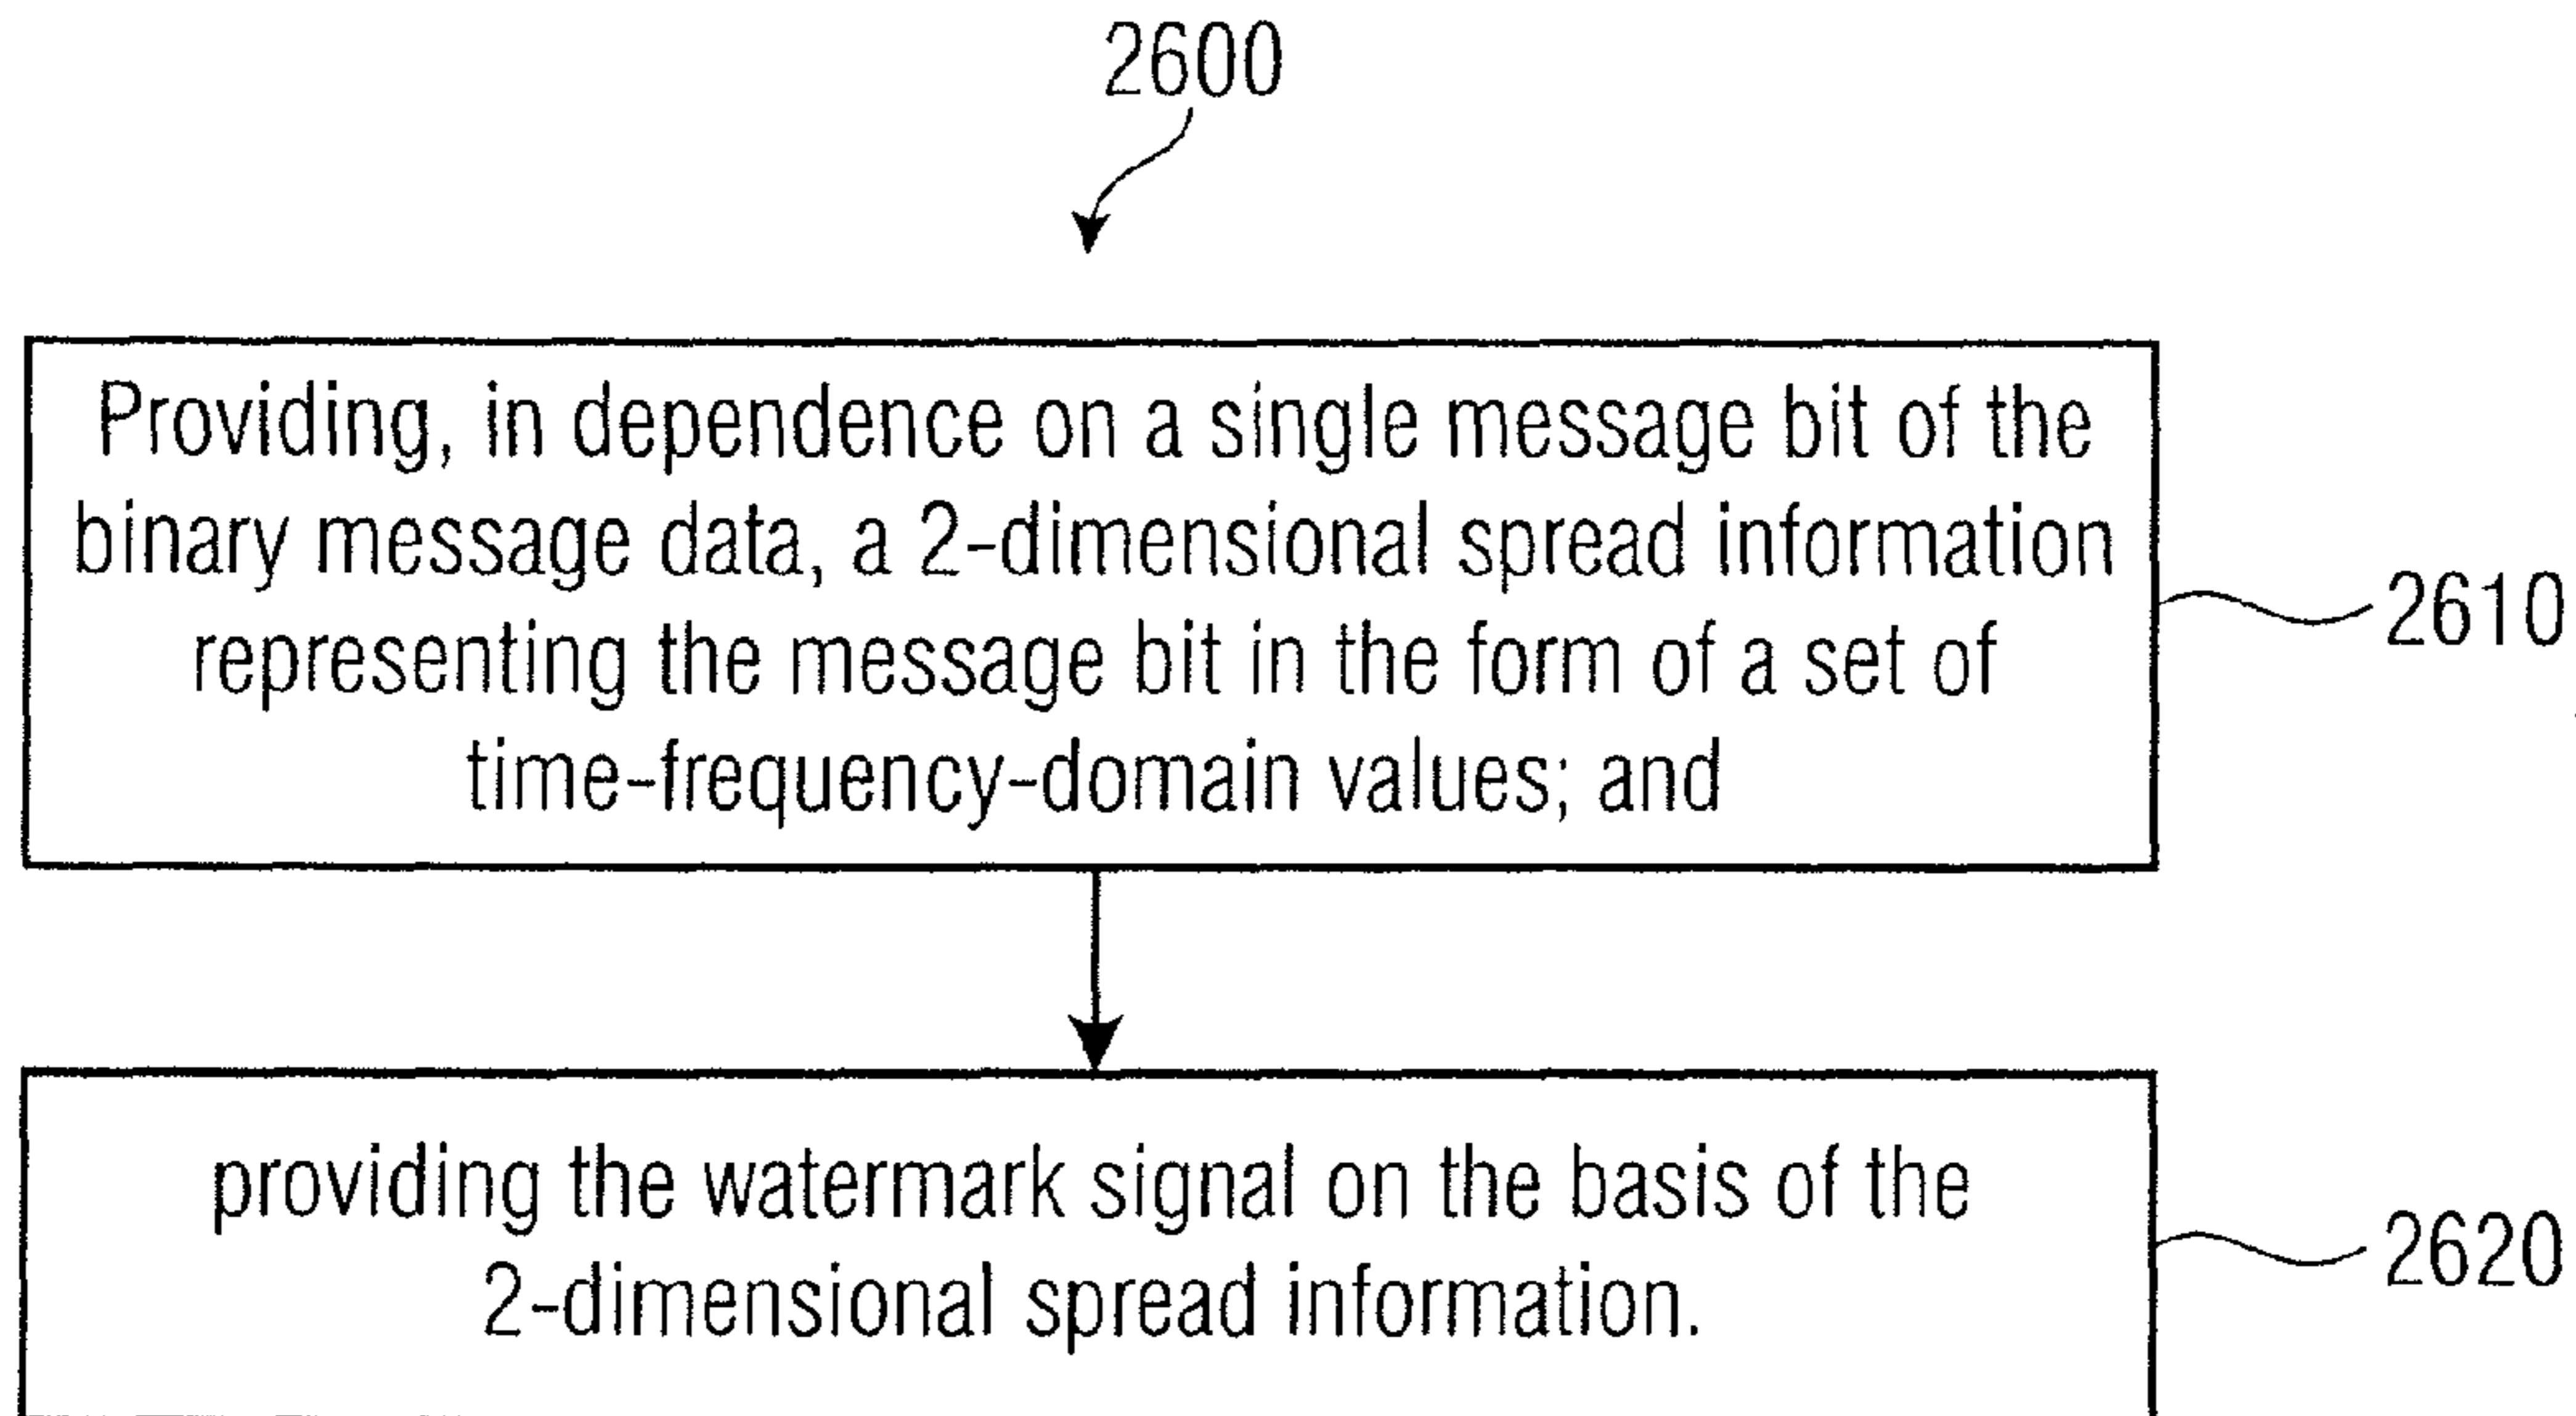 2600
Providing, in dependence on a single message bit of the
binary message data, a 2-dimensional spread information
representing the message bit in the form of a set of
time-frequency-domain values; and
2610
providing the watermark signal on the basis of the
2-dimensional spread information.
2620